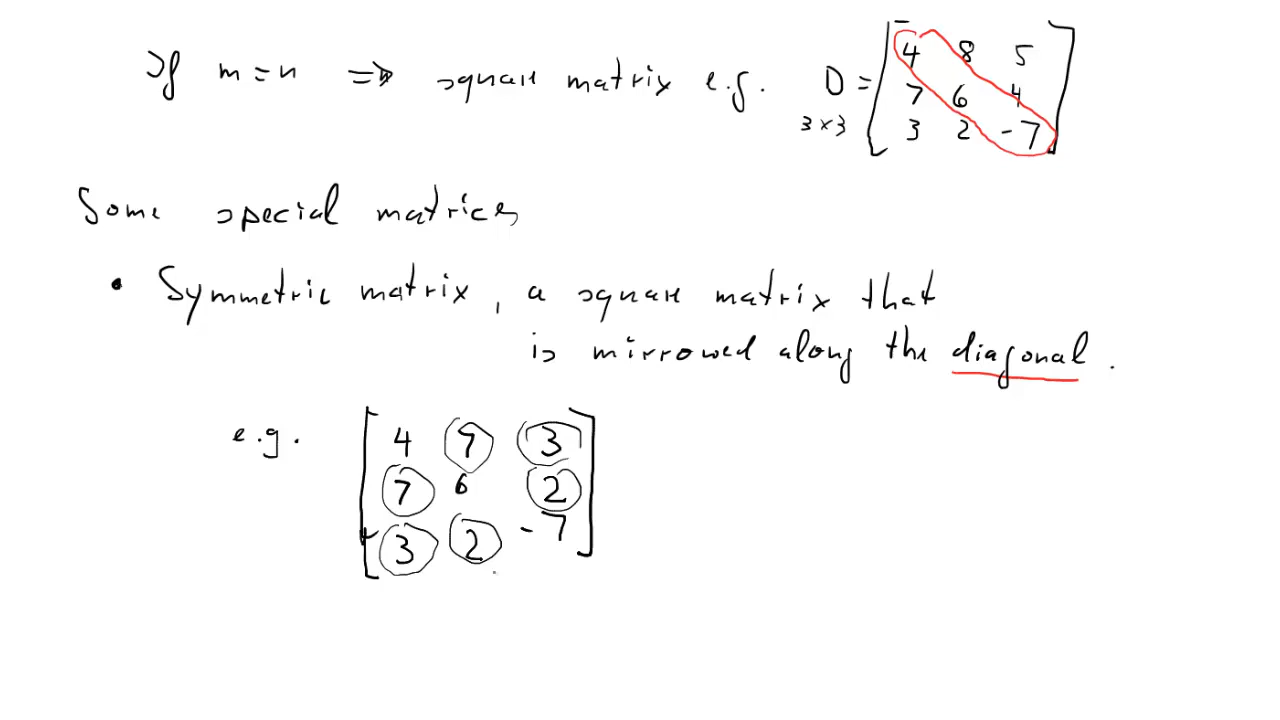 If m = n => square matrix e.g. D = [4 8 5
3×3 7 6 4
3 2 -7]
Some special matrices
• Symmetric matrix, a square matrix that
is mirrowed along the diagonal.
e.g. [4 7 3
7 6 2
3 2 -7]